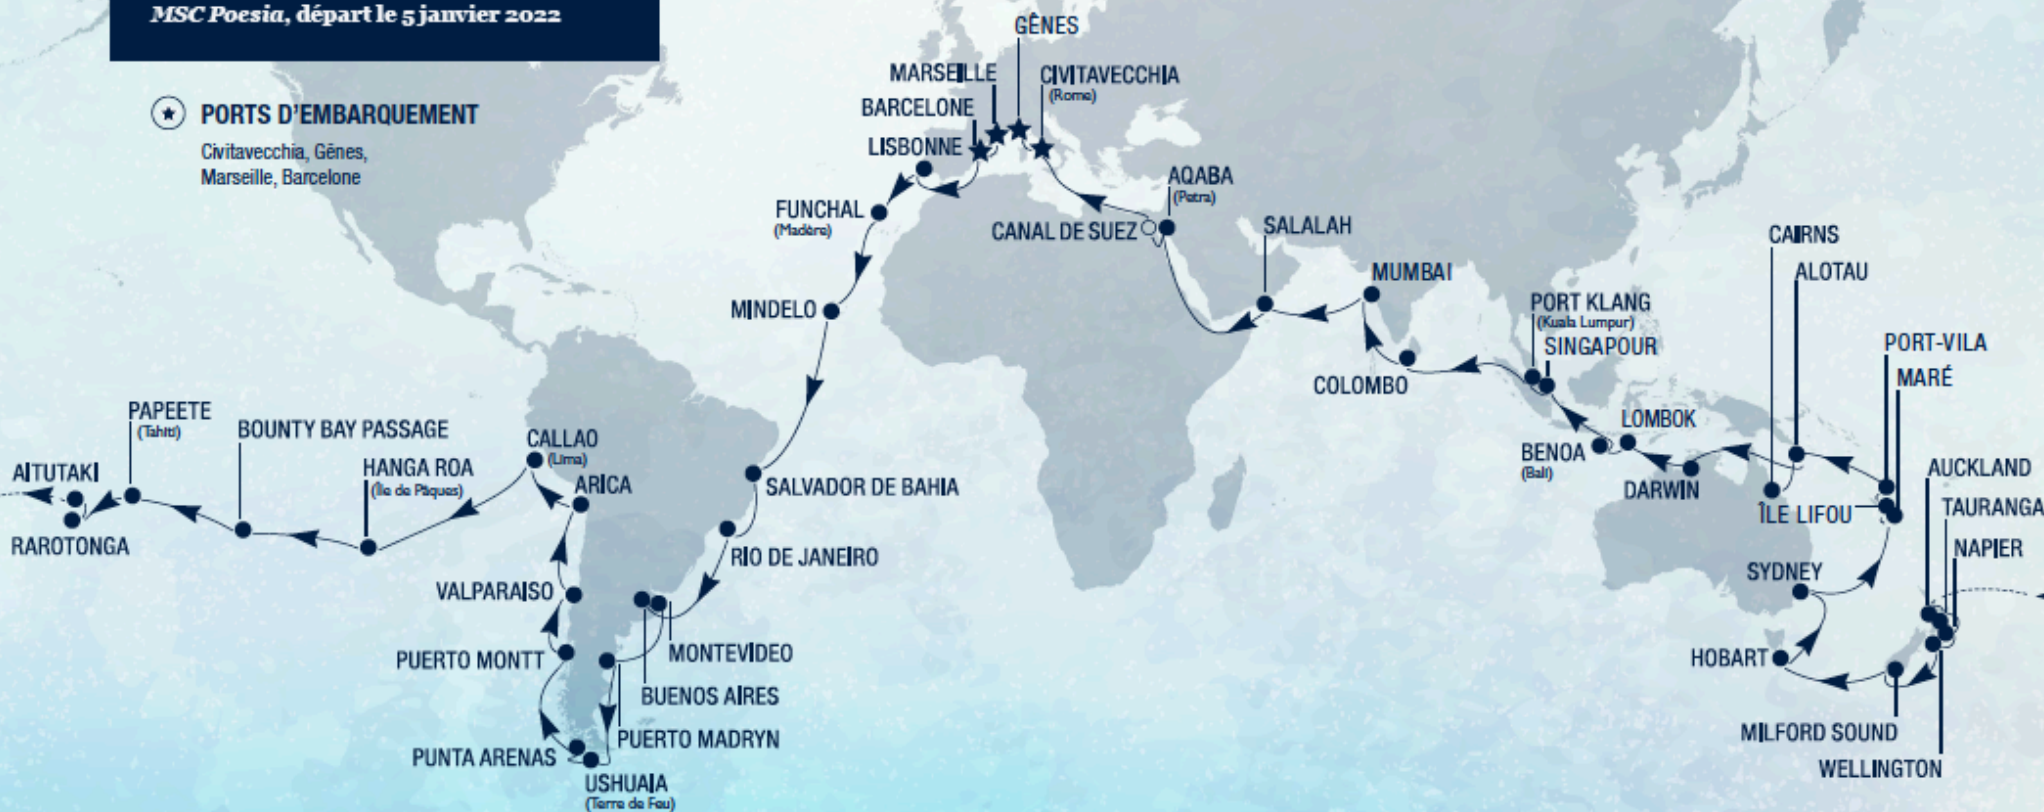 MSC Poesia, départ le 5 janvier 2022
PORTS D'EMBARQUEMENT
Civitavecchia, Gênes,
Marseille, Barcelone
GÊNES
MARSEILLE
CIVITAVECCHIA
(Rome)
BARCELONE
LISBONNE
AQABA
(Petra)
FUNCHAL
(Madère)
CANAL DE SUEZ
SALALAH
CAIRNS
ALOTAU
MUMBAI
MINDELO
PORT KLANG
(Kuala Lumpur)
SINGAPOUR
PORT-VILA
MARÉ
COLOMBO
PAPEETE
(Tahiti)
BOUNTY BAY PASSAGE
LOMBOK
CALLAO
(Lima)
BENOA
(Bali)
AITUTAKI
HANGA ROA
(Île de Pâques)
AUCKLAND
ARICA
SALVADOR DE BAHIA
DARWIN
TAURANGA
ÎLE LIFOU
RAROTONGA
NAPIER
RIO DE JANEIRO
SYDNEY
VALPARAISO
MONTEVIDEO
PUERTO MONTT
HOBART
BUENOS AIRES
MILFORD SOUND
PUERTO MADRYN
PUNTA ARENAS
WELLINGTON
USHUAIA
(Terre de Feu)